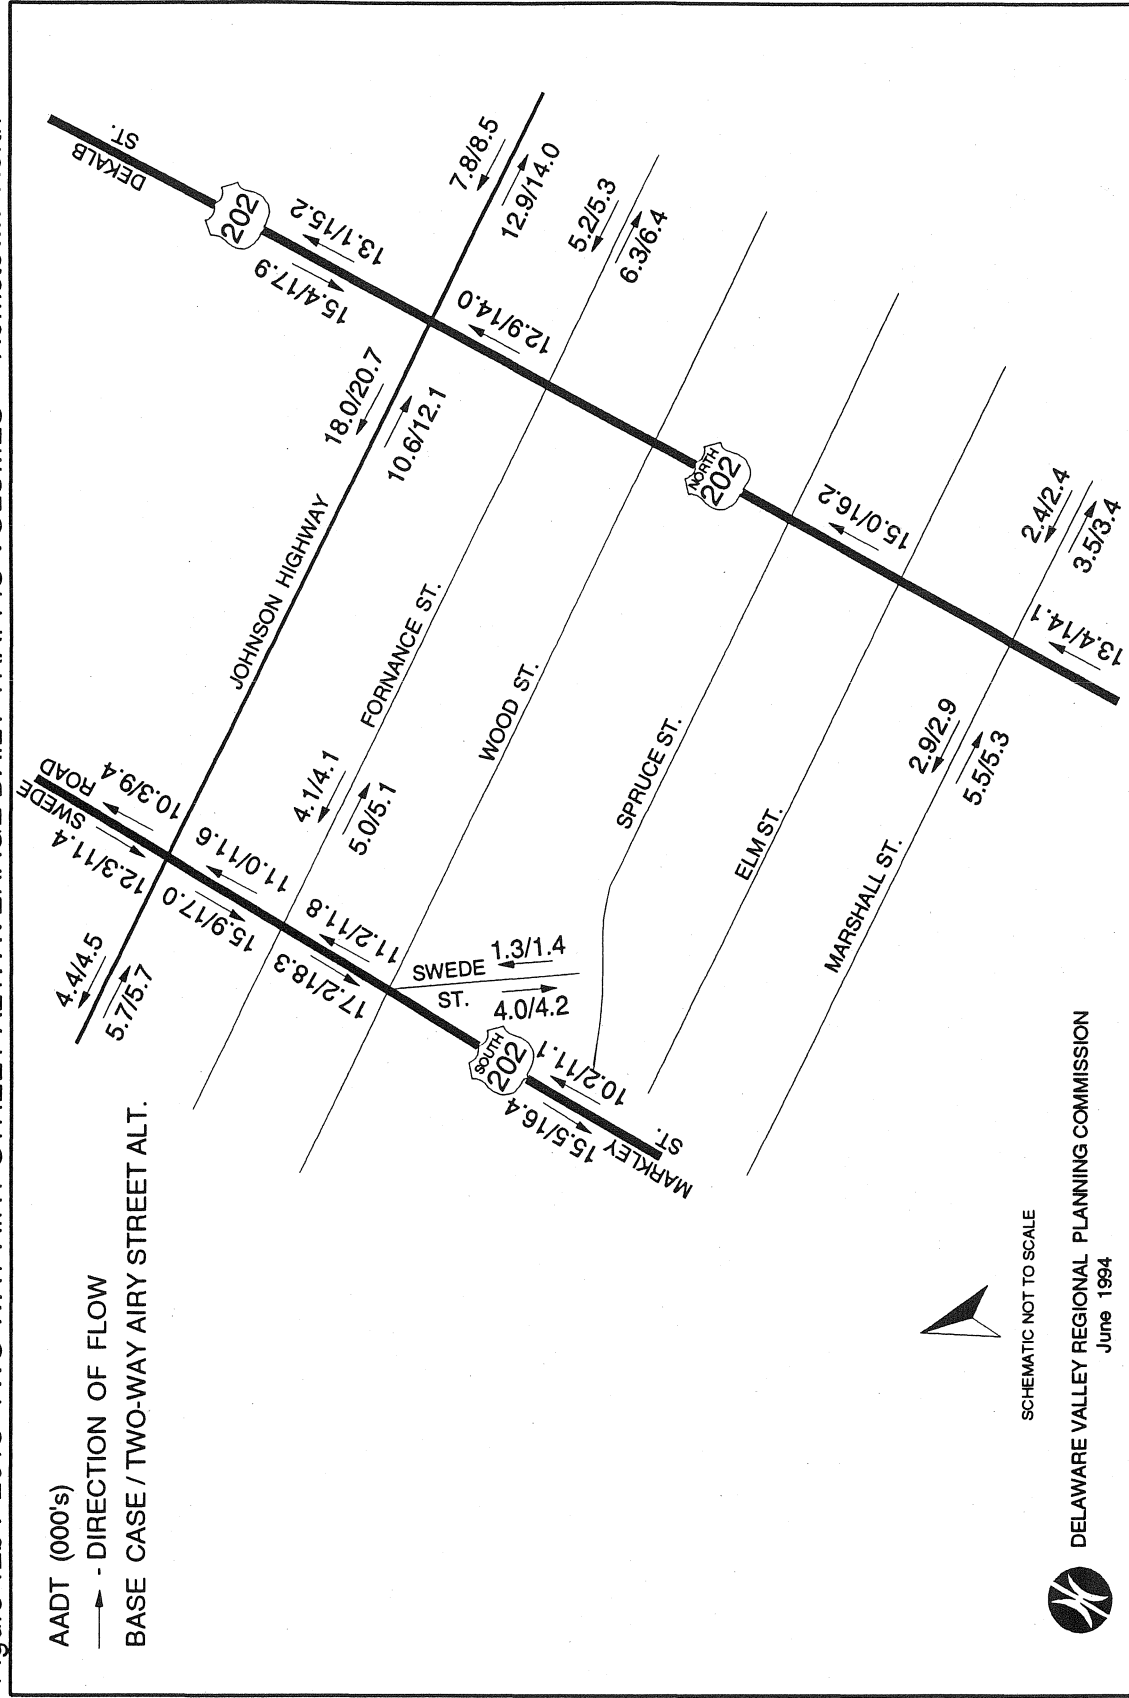 AADT (000's)
- DIRECTION OF FLOW
BASE CASE / TWO-WAY AIRY STREET ALT.
DEKALB
ST.
202
15.4/17.9
13.1/15.2
7.8/8.5
12.9/14.0
18.0/20.7
10.6/12.1
12.9/14.0
5.2/5.3
6.3/6.4
JOHNSON HIGHWAY
SWEDE
ROAD
12.3/11.4
10.3/9.4
4.4/4.5
5.7/5.7
15.9/17.0
11.0/11.6
FORNANCE ST.
4.1/4.1
5.0/5.1
17.2/18.3
11.2/11.8
WOOD ST.
SWEDE
ST.
1.3/1.4
4.0/4.2
SOUTH
202
NORTH
202
15.0/16.2
SPRUCE ST.
15.5/16.4
10.2/11.1
MARKLEY
ST.
ELM ST.
MARSHALL ST.
2.9/2.9
5.5/5.3
2.4/2.4
3.5/3.4
13.4/14.1
SCHEMATIC NOT TO SCALE
DELAWARE VALLEY REGIONAL PLANNING COMMISSION
June 1994